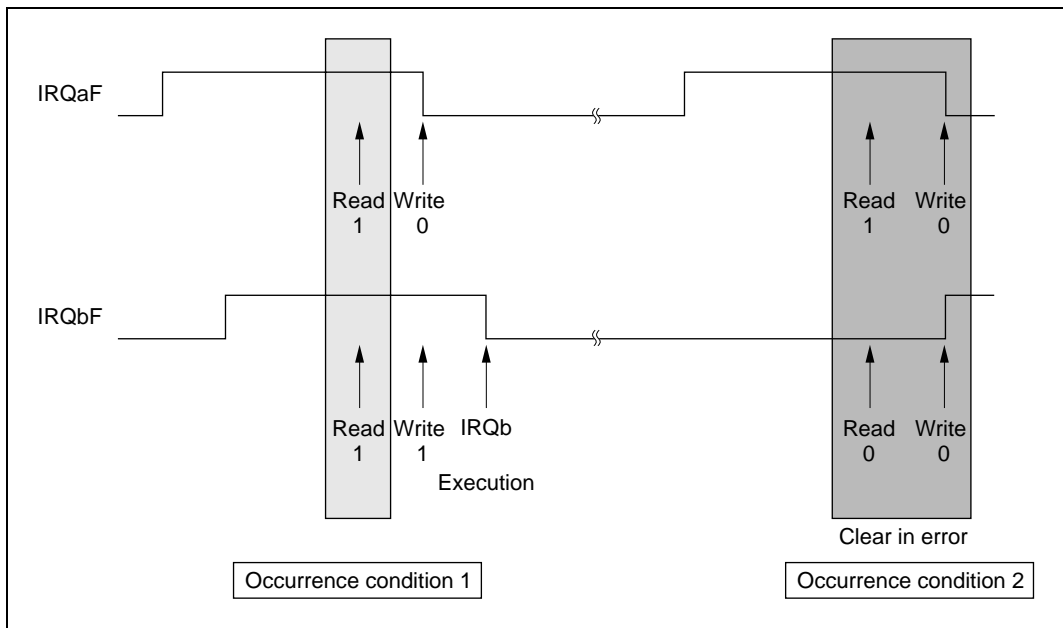 IRQaF
Read Write Read Write
1 0 1 0
IRQbF
Read Write IRQb Read Write
1 1 0 0
Execution
Clear in error
Occurrence condition 1 Occurrence condition 2